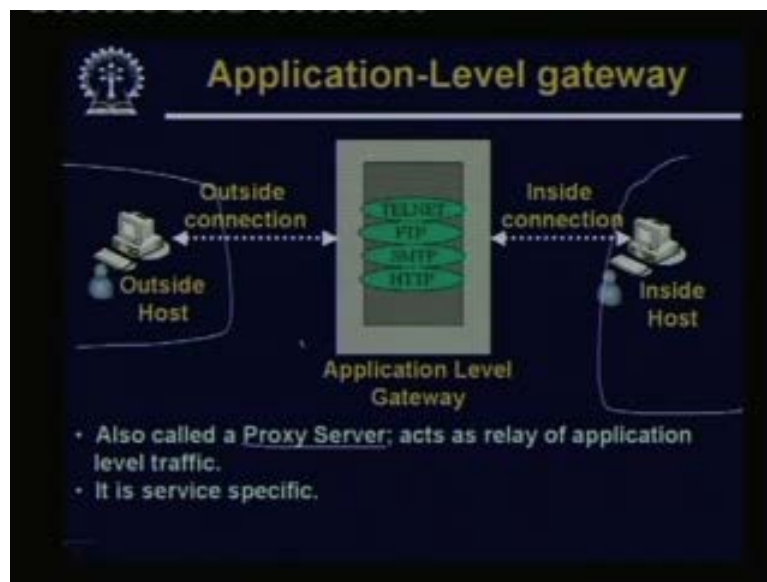 Application-Level gateway
Outside
connection
Inside
connection
TELNET
FTP
SMTP
HTTP
Outside
Host
Inside
Host
Application Level
Gateway
• Also called a Proxy Server; acts as relay of application
level traffic.
• It is service specific.